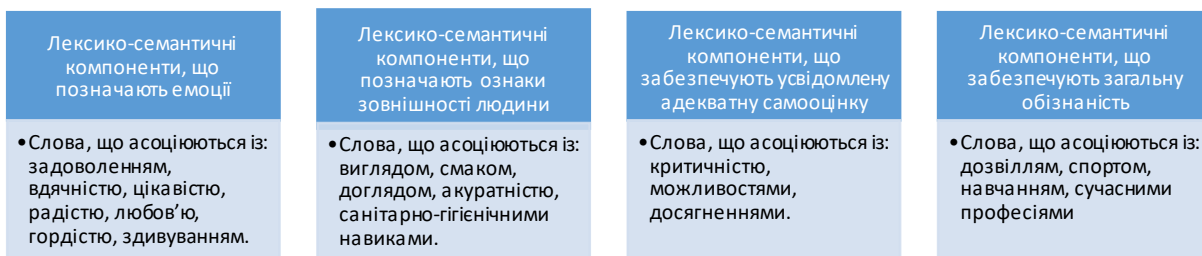 Лексико-семантичні
компоненти, що
позначають емоції
•Слова, що асоціюються із:
задоволенням,
вдячністю, цікавістю,
радістю, любов’ю,
гордістю, здивуванням.
Лексико-семантичні
компоненти, що
позначають ознаки
зовнішності людини
•Слова, що асоціюються із:
виглядом, смаком,
доглядом, акуратністю,
санітарно-гігієнічними
навиками.
Лексико-семантичні
компоненти, що
забезпечують усвідомлену
адекватну самооцінку
•Слова, що асоціюються із:
критичністю,
можливостями,
досягненнями.
Лексико-семантичні
компоненти, що
забезпечують загальну
обізнаність
•Слова, що асоціюються із:
дозвіллям, спортом,
навчанням, сучасними
професіями